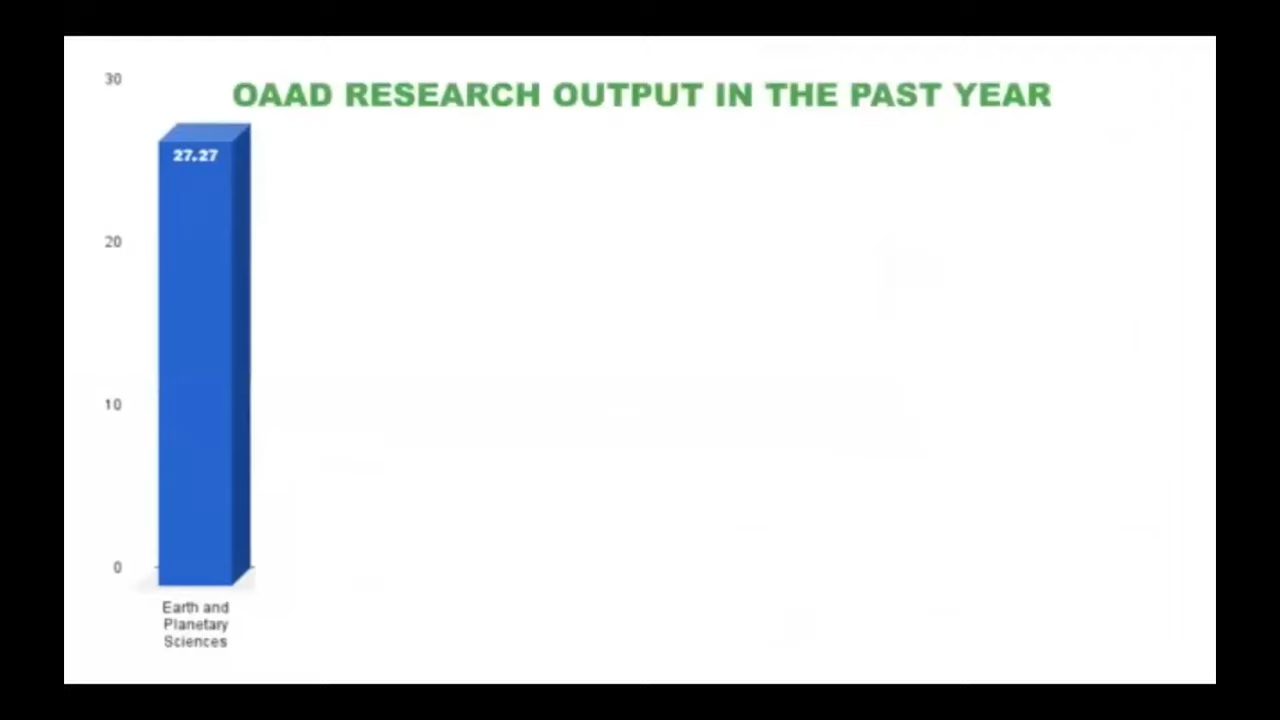 OAAD RESEARCH OUTPUT IN THE PAST YEAR
30
27.27
20
10
0
Earth and
Planetary
Sciences